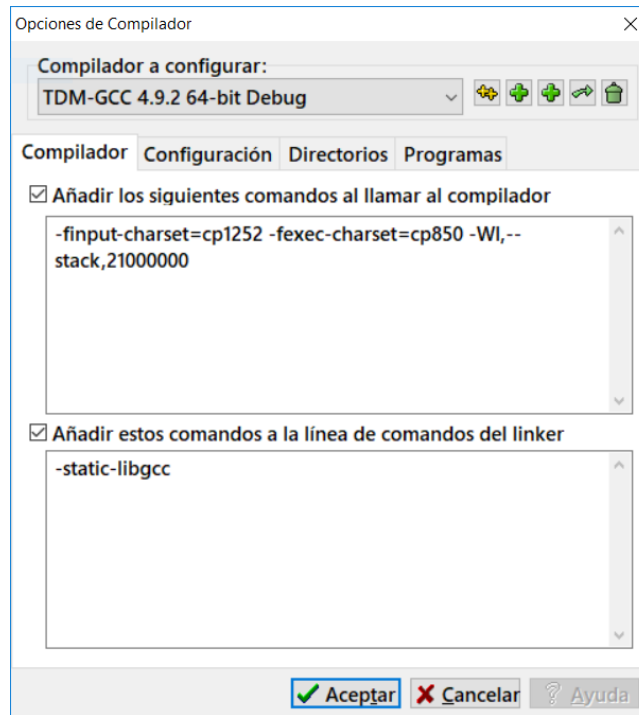 Opciones de Compilador
Compilador a configurar:
TDM-GCC 4.9.2 64-bit Debug
Compilador Configuración Directorios Programas
Añadir los siguientes comandos al llamar al compilador
-finput-charset=cp1252 -fexec-charset=cp850 -Wl,--
stack,21000000
Añadir estos comandos a la línea de comandos del linker
-static-libgcc
Aceptar Cancelar Ayuda